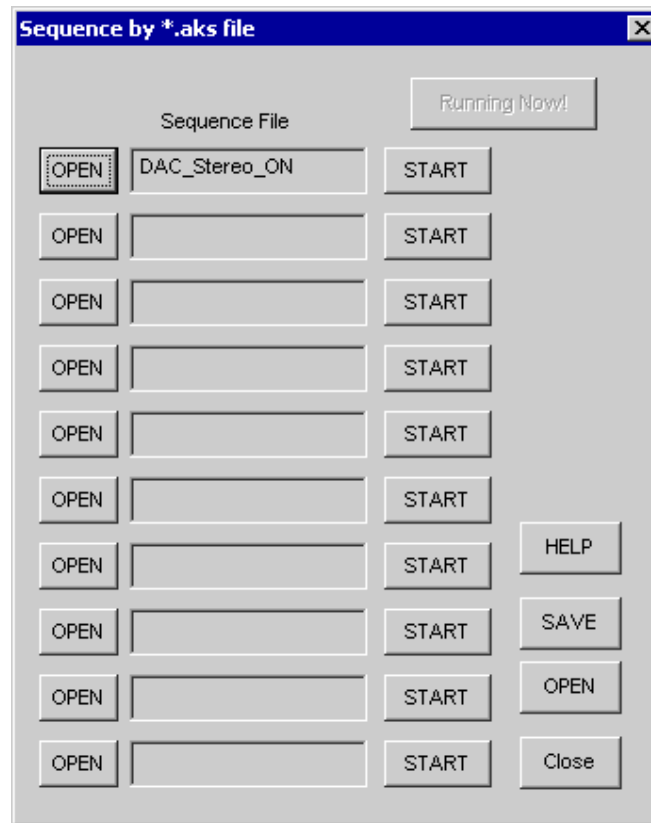 Sequence by *.aks file
Running Now!
Sequence File
OPEN DAC_Stereo_ON START
OPEN START
OPEN START
OPEN START
OPEN START
OPEN START
HELP
OPEN START
SAVE
OPEN START
OPEN
OPEN START
Close
OPEN START